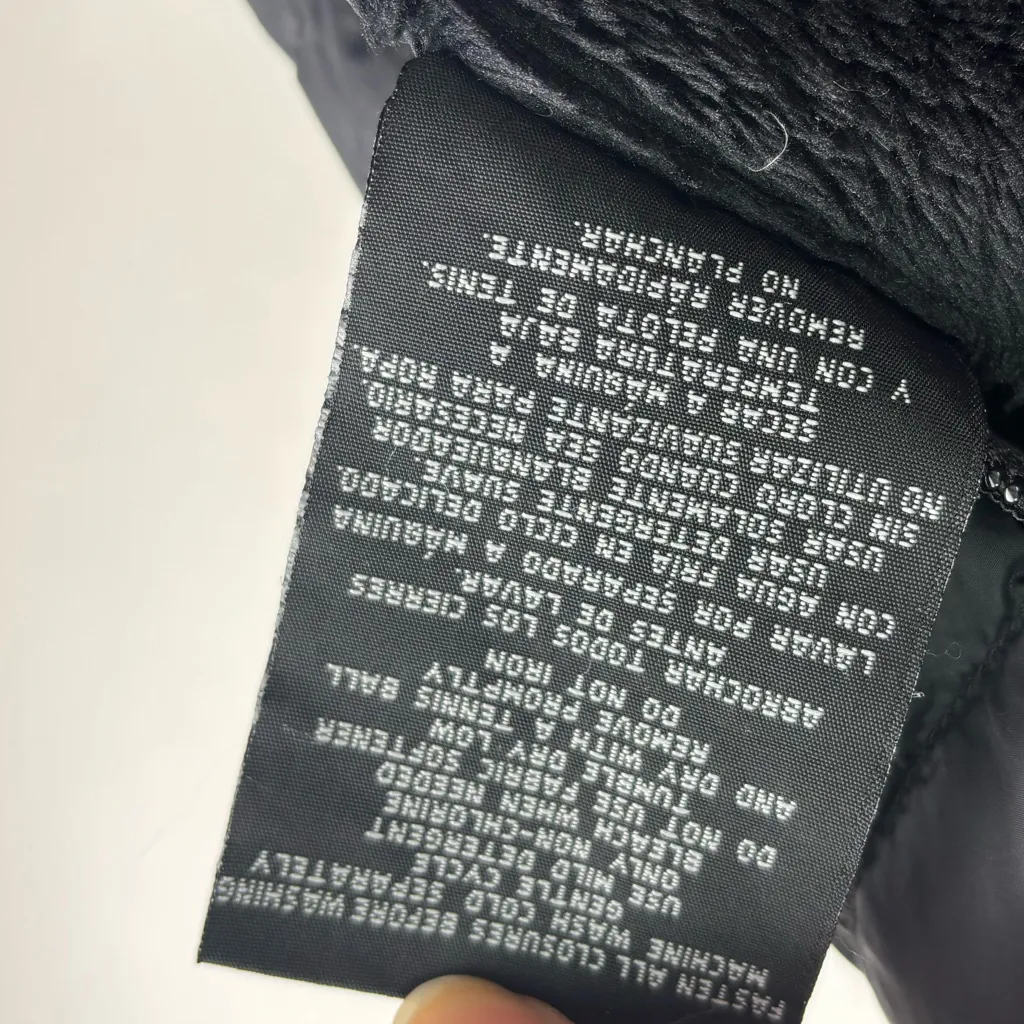 FASTEN ALL CLOSURES BEFORE WASHING
MACHINE WASH COLD SEPARATELY
GENTLE CYCLE
USE MILD DETERGENT
ONLY NON-CHLORINE
BLEACH WHEN NEEDED
DO NOT USE FABRIC SOFTENER
TUMBLE DRY LOW
AND DRY WITH A TENNIS BALL
REMOVE PROMPTLY
DO NOT IRON
ABROCHAR TODOS LOS CIERRES
ANTES DE LAVAR.
LAVAR POR SEPARADO A MÁQUINA
CON AGUA FRÍA EN CICLO DELICADO.
USAR DETERGENTE SUAVE
USAR SOLAMENTE BLANQUEADOR
SIN CLORO CUANDO SEA NECESARIO.
NO UTILIZAR SUAVIZANTE PARA ROPA.
SECAR A MÁQUINA A
TEMPERATURA BAJA
Y CON UNA PELOTA DE TENIS.
REMOVER RÁPIDAMENTE.
NO PLANCHAR.